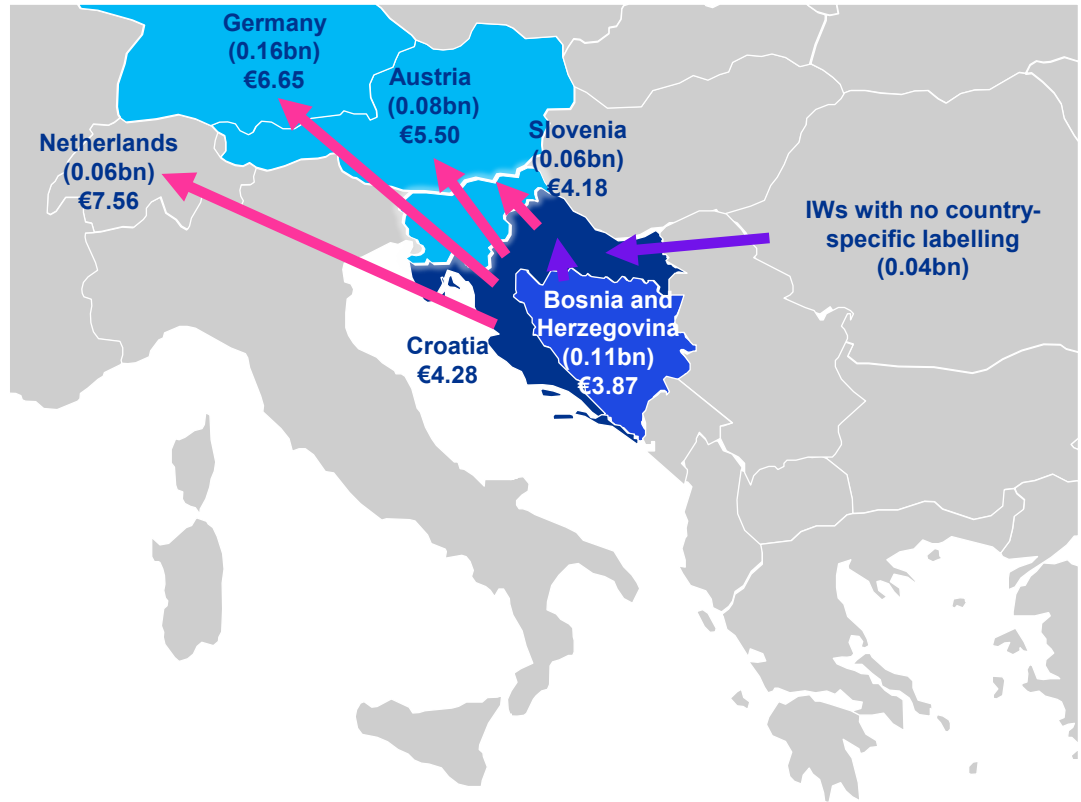 Germany
(0.16bn)
€6.65
Austria
(0.08bn)
€5.50
Slovenia
(0.06bn)
€4.18
Netherlands
(0.06bn)
€7.56
IWs with no country-
specific labelling
(0.04bn)
Bosnia and
Herzegovina
(0.11bn)
€3.87
Croatia
€4.28